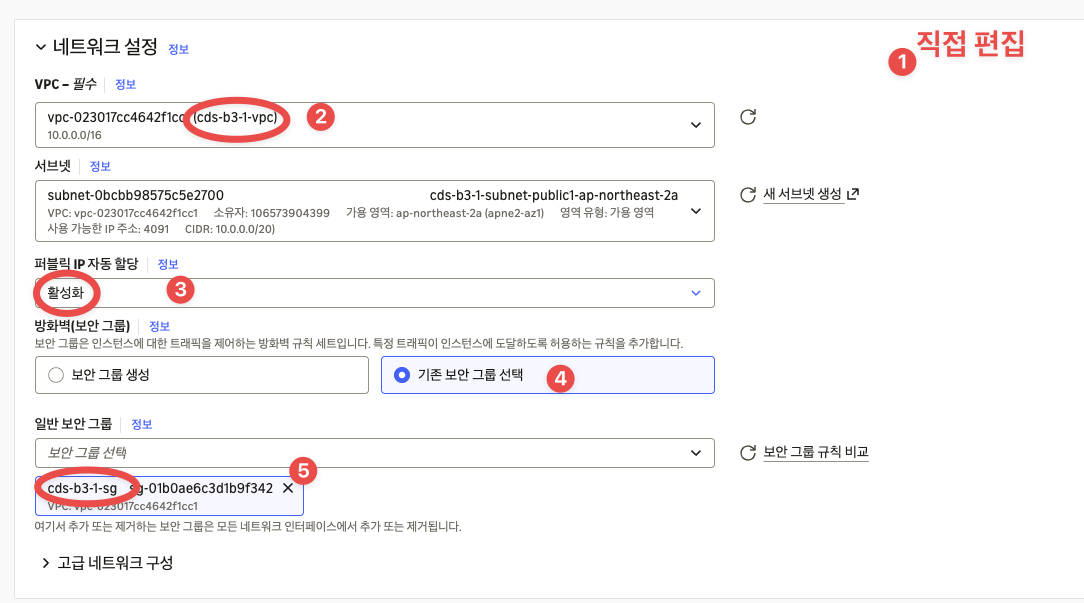 네트워크 설정 정보
직접 편집
1
VPC – 필수 정보
vpc-023017cc4642f1cc (cds-b3-1-vpc)
2
10.0.0.0/16
서브넷 정보
subnet-0bcbb98575c5e2700 cds-b3-1-subnet-public1-ap-northeast-2a
새 서브넷 생성
VPC: vpc-023017cc4642f1cc1 소유자: 106573904399 가용 영역: ap-northeast-2a (apne2-az1) 영역 유형: 가용 영역
사용 가능한 IP 주소: 4091 CIDR: 10.0.0.0/20)
퍼블릭 IP 자동 할당 정보
활성화
3
방화벽(보안 그룹) 정보
보안 그룹은 인스턴스에 대한 트래픽을 제어하는 방화벽 규칙 세트입니다. 특정 트래픽이 인스턴스에 도달하도록 허용하는 규칙을 추가합니다.
보안 그룹 생성
기존 보안 그룹 선택
4
일반 보안 그룹 정보
보안 그룹 선택
보안 그룹 규칙 비교
5
cds-b3-1-sg sg-01b0ae6c3d1b9f342
VPC: vpc-023017cc4642f1cc1
여기서 추가 또는 제거하는 보안 그룹은 모든 네트워크 인터페이스에서 추가 또는 제거됩니다.
고급 네트워크 구성